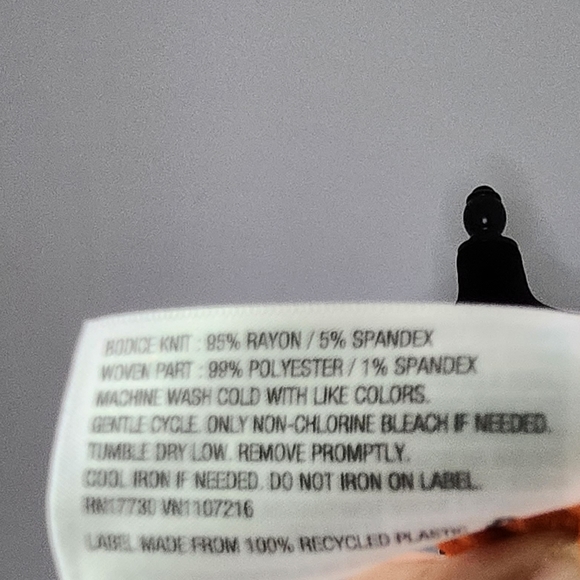 BODICE KNIT : 95% RAYON / 5% SPANDEX
WOVEN PART : 99% POLYESTER / 1% SPANDEX
MACHINE WASH COLD WITH LIKE COLORS.
GENTLE CYCLE. ONLY NON-CHLORINE BLEACH IF NEEDED.
TUMBLE DRY LOW. REMOVE PROMPTLY.
COOL IRON IF NEEDED. DO NOT IRON ON LABEL.
RN17730 VN1107216
LABEL MADE FROM 100% RECYCLED PLASTIC